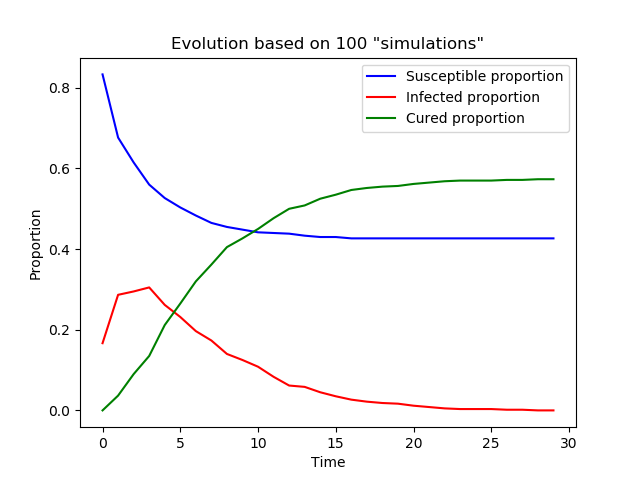 Evolution based on 100 "simulations"
Susceptible proportion
Infected proportion
Cured proportion
0.8
0.6
0.4
0.2
0.0
Proportion
0 5 10 15 20 25 30
Time